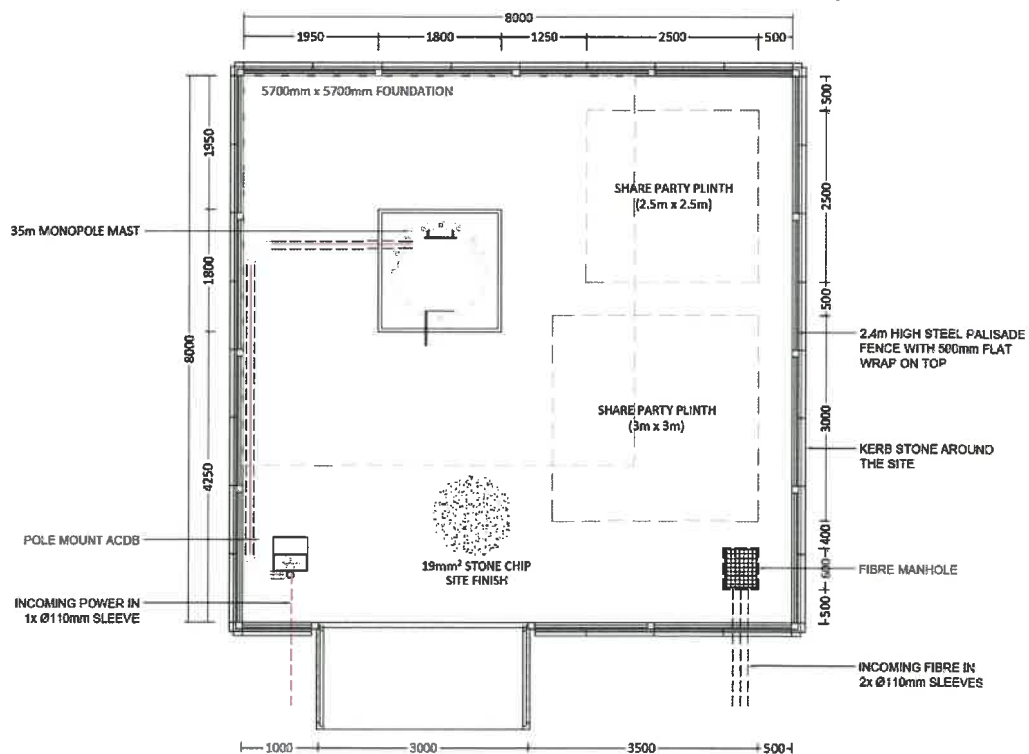 8000
1950
1800
1250
2500
500
5700mm x 5700mm FOUNDATION
500
1950
SHARE PARTY PLINTH
(2.5m x 2.5m)
2500
35m MONOPOLE MAST
1800
8000
500
2.4m HIGH STEEL PALISADE
FENCE WITH 500mm FLAT
WRAP ON TOP
SHARE PARTY PLINTH
(3m x 3m)
3000
KERB STONE AROUND
THE SITE
4250
POLE MOUNT ACDB
19mm² STONE CHIP
SITE FINISH
400
600
FIBRE MANHOLE
500
INCOMING POWER IN
1x Ø110mm SLEEVE
INCOMING FIBRE IN
2x Ø110mm SLEEVES
1000
3000
3500
500